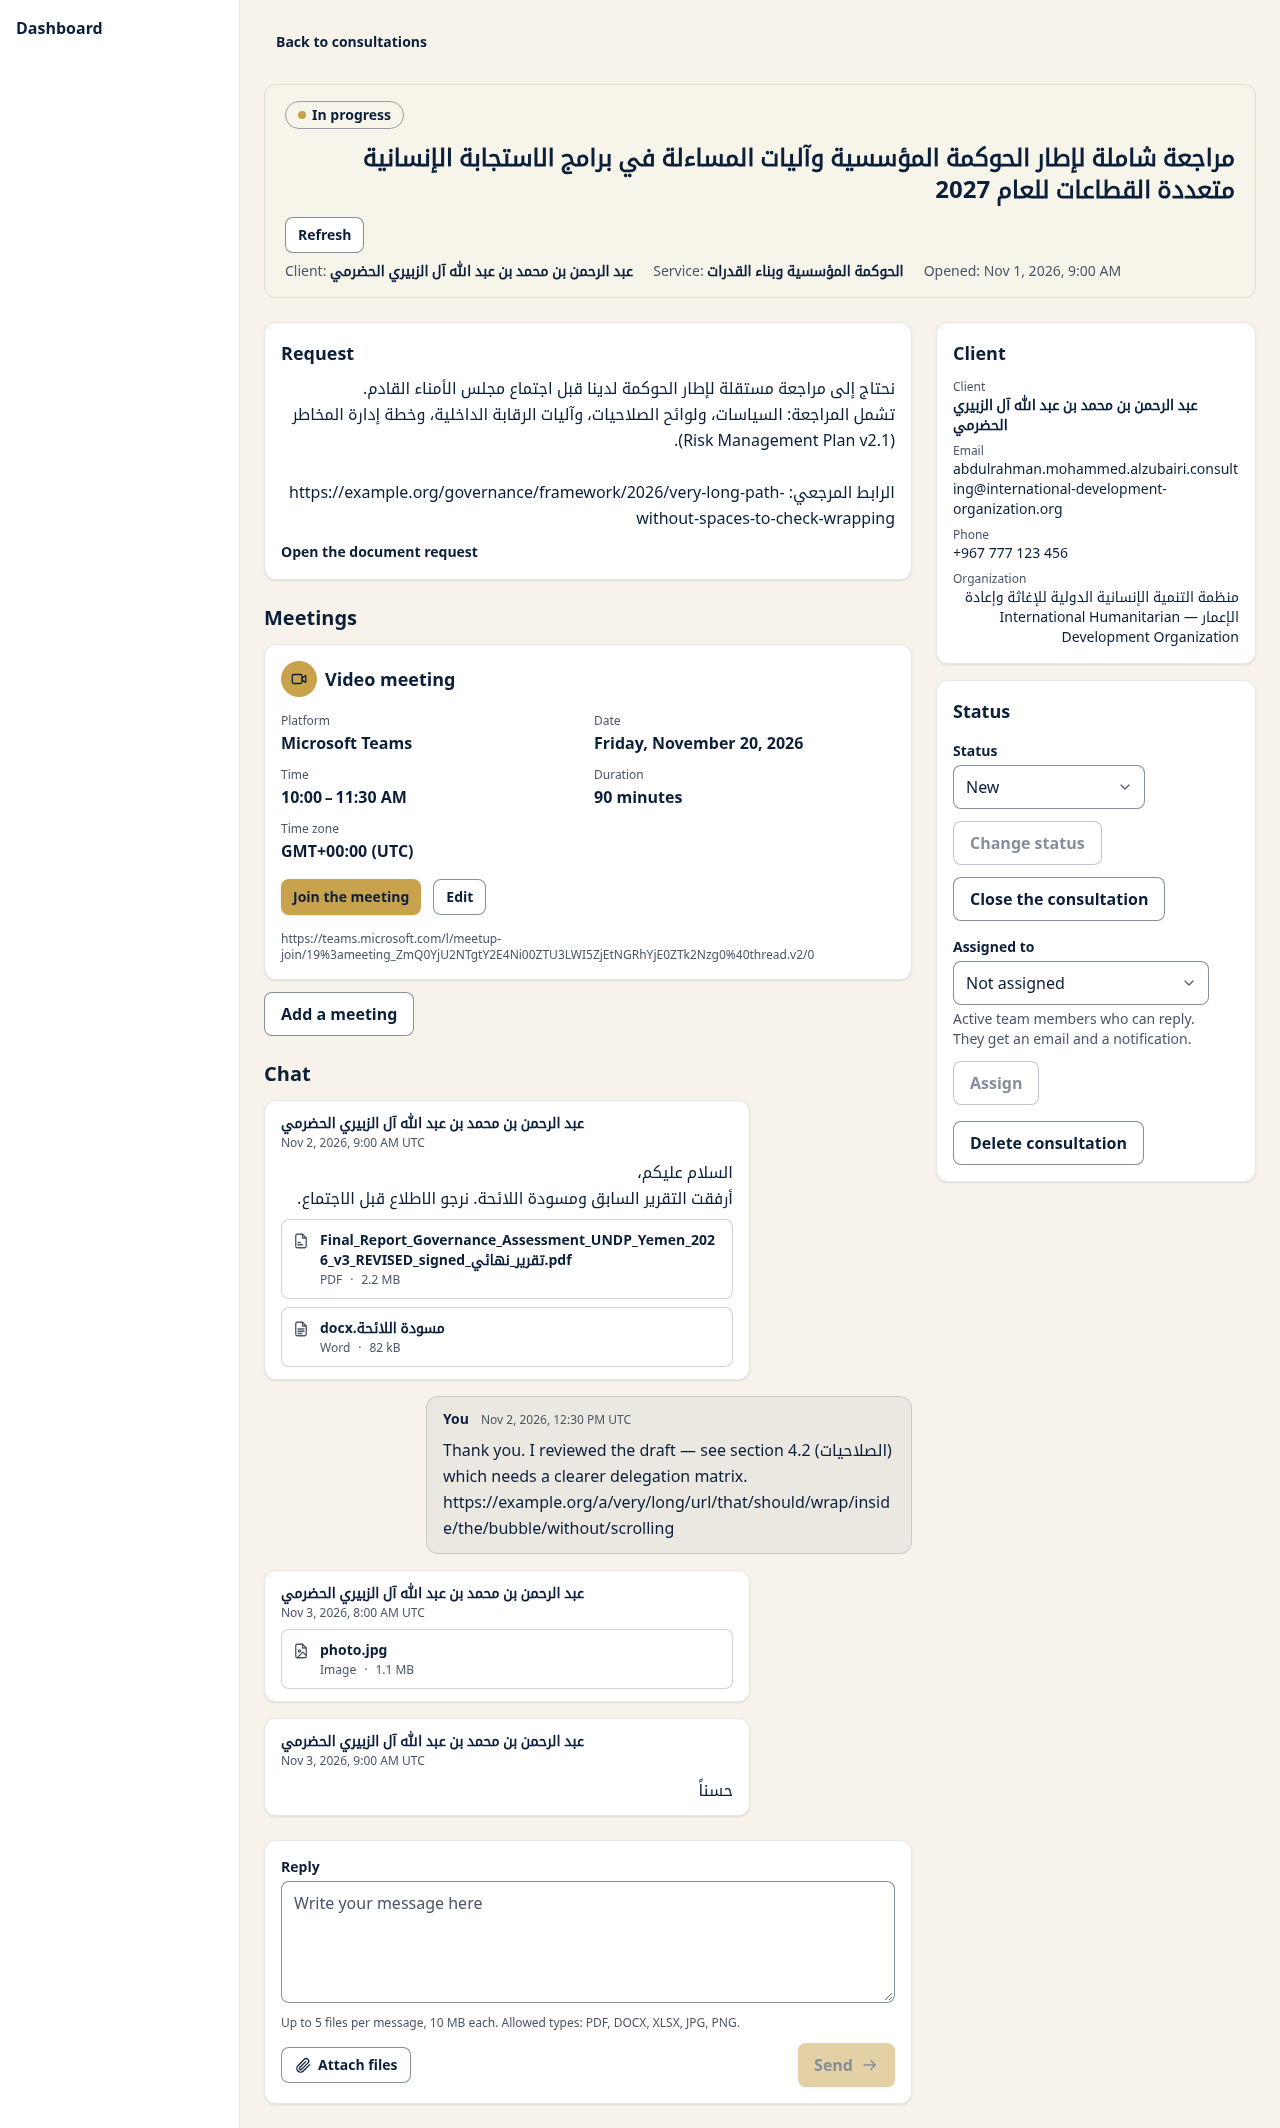 Dashboard
Back to consultations
In progress
مراجعة شاملة لإطار الحوكمة المؤسسية وآليات المساءلة في برامج الاستجابة الإنسانية
متعددة القطاعات للعام 2027
Refresh
Client: عبد الرحمن بن محمد بن عبد الله آل الزبيري الحضرمي Service: الحوكمة المؤسسية وبناء القدرات Opened: Nov 1, 2026, 9:00 AM
Request
نحتاج إلى مراجعة مستقلة لإطار الحوكمة لدينا قبل اجتماع مجلس الأمناء القادم.
تشمل المراجعة: السياسات، ولوائح الصلاحيات، وآليات الرقابة الداخلية، وخطة إدارة المخاطر
(Risk Management Plan v2.1).
الرابط المرجعي: https://example.org/governance/framework/2026/very-long-path-
without-spaces-to-check-wrapping
Open the document request
Meetings
Video meeting
Platform
Microsoft Teams
Date
Friday, November 20, 2026
Time
10:00 – 11:30 AM
Duration
90 minutes
Time zone
GMT+00:00 (UTC)
Join the meeting
Edit
https://teams.microsoft.com/l/meetup-
join/19%3ameeting_ZmQ0YjU2NTgtY2E4Ni00ZTU3LWI5ZjEtNGRhYjE0ZTk2Nzg0%40thread.v2/0
Add a meeting
Chat
عبد الرحمن بن محمد بن عبد الله آل الزبيري الحضرمي
Nov 2, 2026, 9:00 AM UTC
السلام عليكم،
أرفقت التقرير السابق ومسودة اللائحة. نرجو الاطلاع قبل الاجتماع.
Final_Report_Governance_Assessment_UNDP_Yemen_202
6_v3_REVISED_signed_تقرير_نهائي.pdf
PDF · 2.2 MB
مسودة اللائحة.docx
Word · 82 kB
You Nov 2, 2026, 12:30 PM UTC
Thank you. I reviewed the draft — see section 4.2 (الصلاحيات)
which needs a clearer delegation matrix.
https://example.org/a/very/long/url/that/should/wrap/insid
e/the/bubble/without/scrolling
عبد الرحمن بن محمد بن عبد الله آل الزبيري الحضرمي
Nov 3, 2026, 8:00 AM UTC
photo.jpg
Image · 1.1 MB
عبد الرحمن بن محمد بن عبد الله آل الزبيري الحضرمي
Nov 3, 2026, 9:00 AM UTC
حسناً
Reply
Write your message here
Up to 5 files per message, 10 MB each. Allowed types: PDF, DOCX, XLSX, JPG, PNG.
Attach files
Send
Client
Client
عبد الرحمن بن محمد بن عبد الله آل الزبيري
الحضرمي
Email
abdulrahman.mohammed.alzubairi.consult
ing@international-development-
organization.org
Phone
+967 777 123 456
Organization
منظمة التنمية الإنسانية الدولية للإغاثة وإعادة
الإعمار — International Humanitarian
Development Organization
Status
Status
New
Change status
Close the consultation
Assigned to
Not assigned
Active team members who can reply.
They get an email and a notification.
Assign
Delete consultation